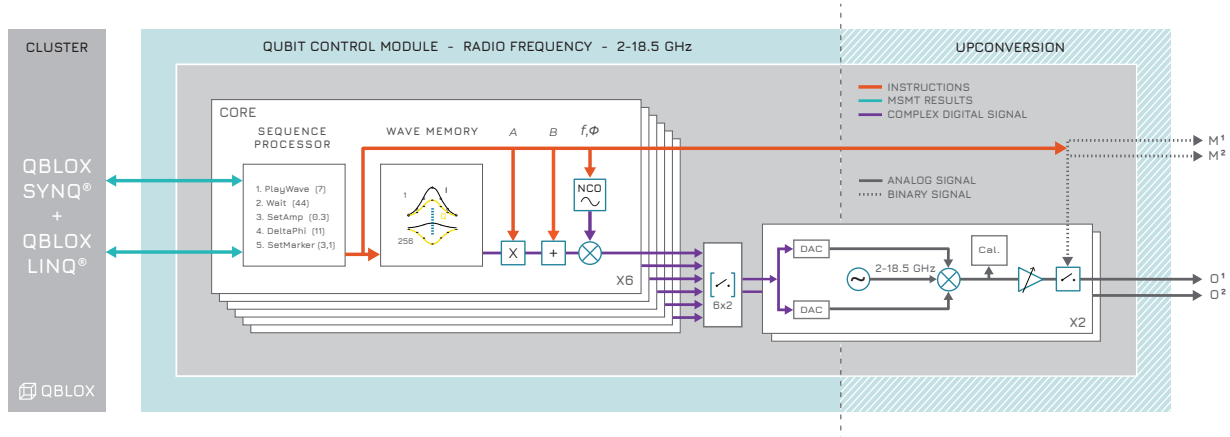 CLUSTER
QBLOX
SYNQ®
+
QBLOX
LINQ®
QBLOX
QUBIT CONTROL MODULE - RADIO FREQUENCY - 2-18.5 GHz
UPCONVERSION
INSTRUCTIONS
MSMT RESULTS
COMPLEX DIGITAL SIGNAL
ANALOG SIGNAL
BINARY SIGNAL
CORE
SEQUENCE
PROCESSOR
WAVE MEMORY
A
B
f,Φ
1. PlayWave (7)
2. Wait (44)
3. SetAmp (0.3)
4. DeltaPhi (11)
5. SetMarker (3,1)
1
I
Q
256
NCO
X
+
X6
6x2
DAC
DAC
2-18.5 GHz
Cal.
X2
M¹
M²
O¹
O²